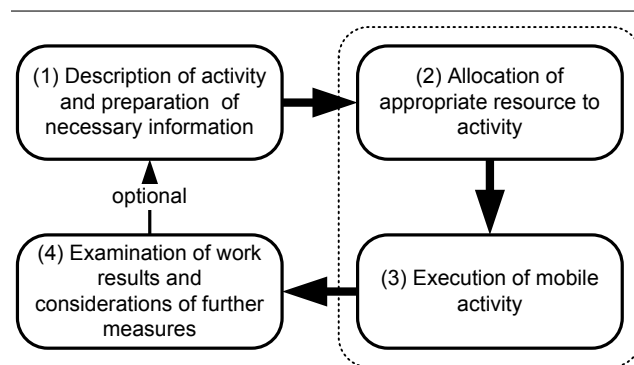 (1) Description of activity
and preparation of
necessary information
(2) Allocation of
appropriate resource to
activity
optional
(4) Examination of work
results and
considerations of further
measures
(3) Execution of mobile
activity